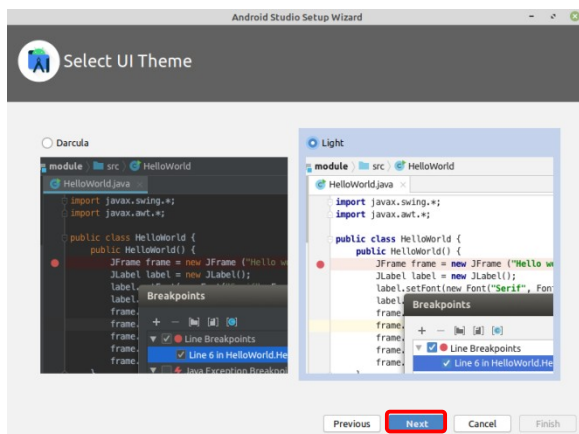 Android Studio Setup Wizard
Select UI Theme
Darcula
module src HelloWorld
HelloWorld.java
import javax.swing.*;
import javax.awt.*;
public class HelloWorld {
public HelloWorld() {
JFrame frame = new JFrame ("Hello
JLabel label = new JLabel();
label.
label.
frame.
frame.
frame.
frame.
frame.
}
Breakpoints
Line Breakpoints
Line 6 in HelloWorld.He
Java Exception Breakpoi
Light
module src HelloWorld
HelloWorld.java
import javax.swing.*;
import javax.awt.*;
public class HelloWorld {
public HelloWorld() {
JFrame frame = new JFrame ("Hello
JLabel label = new JLabel();
label.setFont(new Font("Serif", Fon
label.
frame.
frame.
frame.
frame.
frame.
}
Breakpoints
Line Breakpoints
Line 6 in HelloWorld.He
Previous
Next
Cancel
Finish